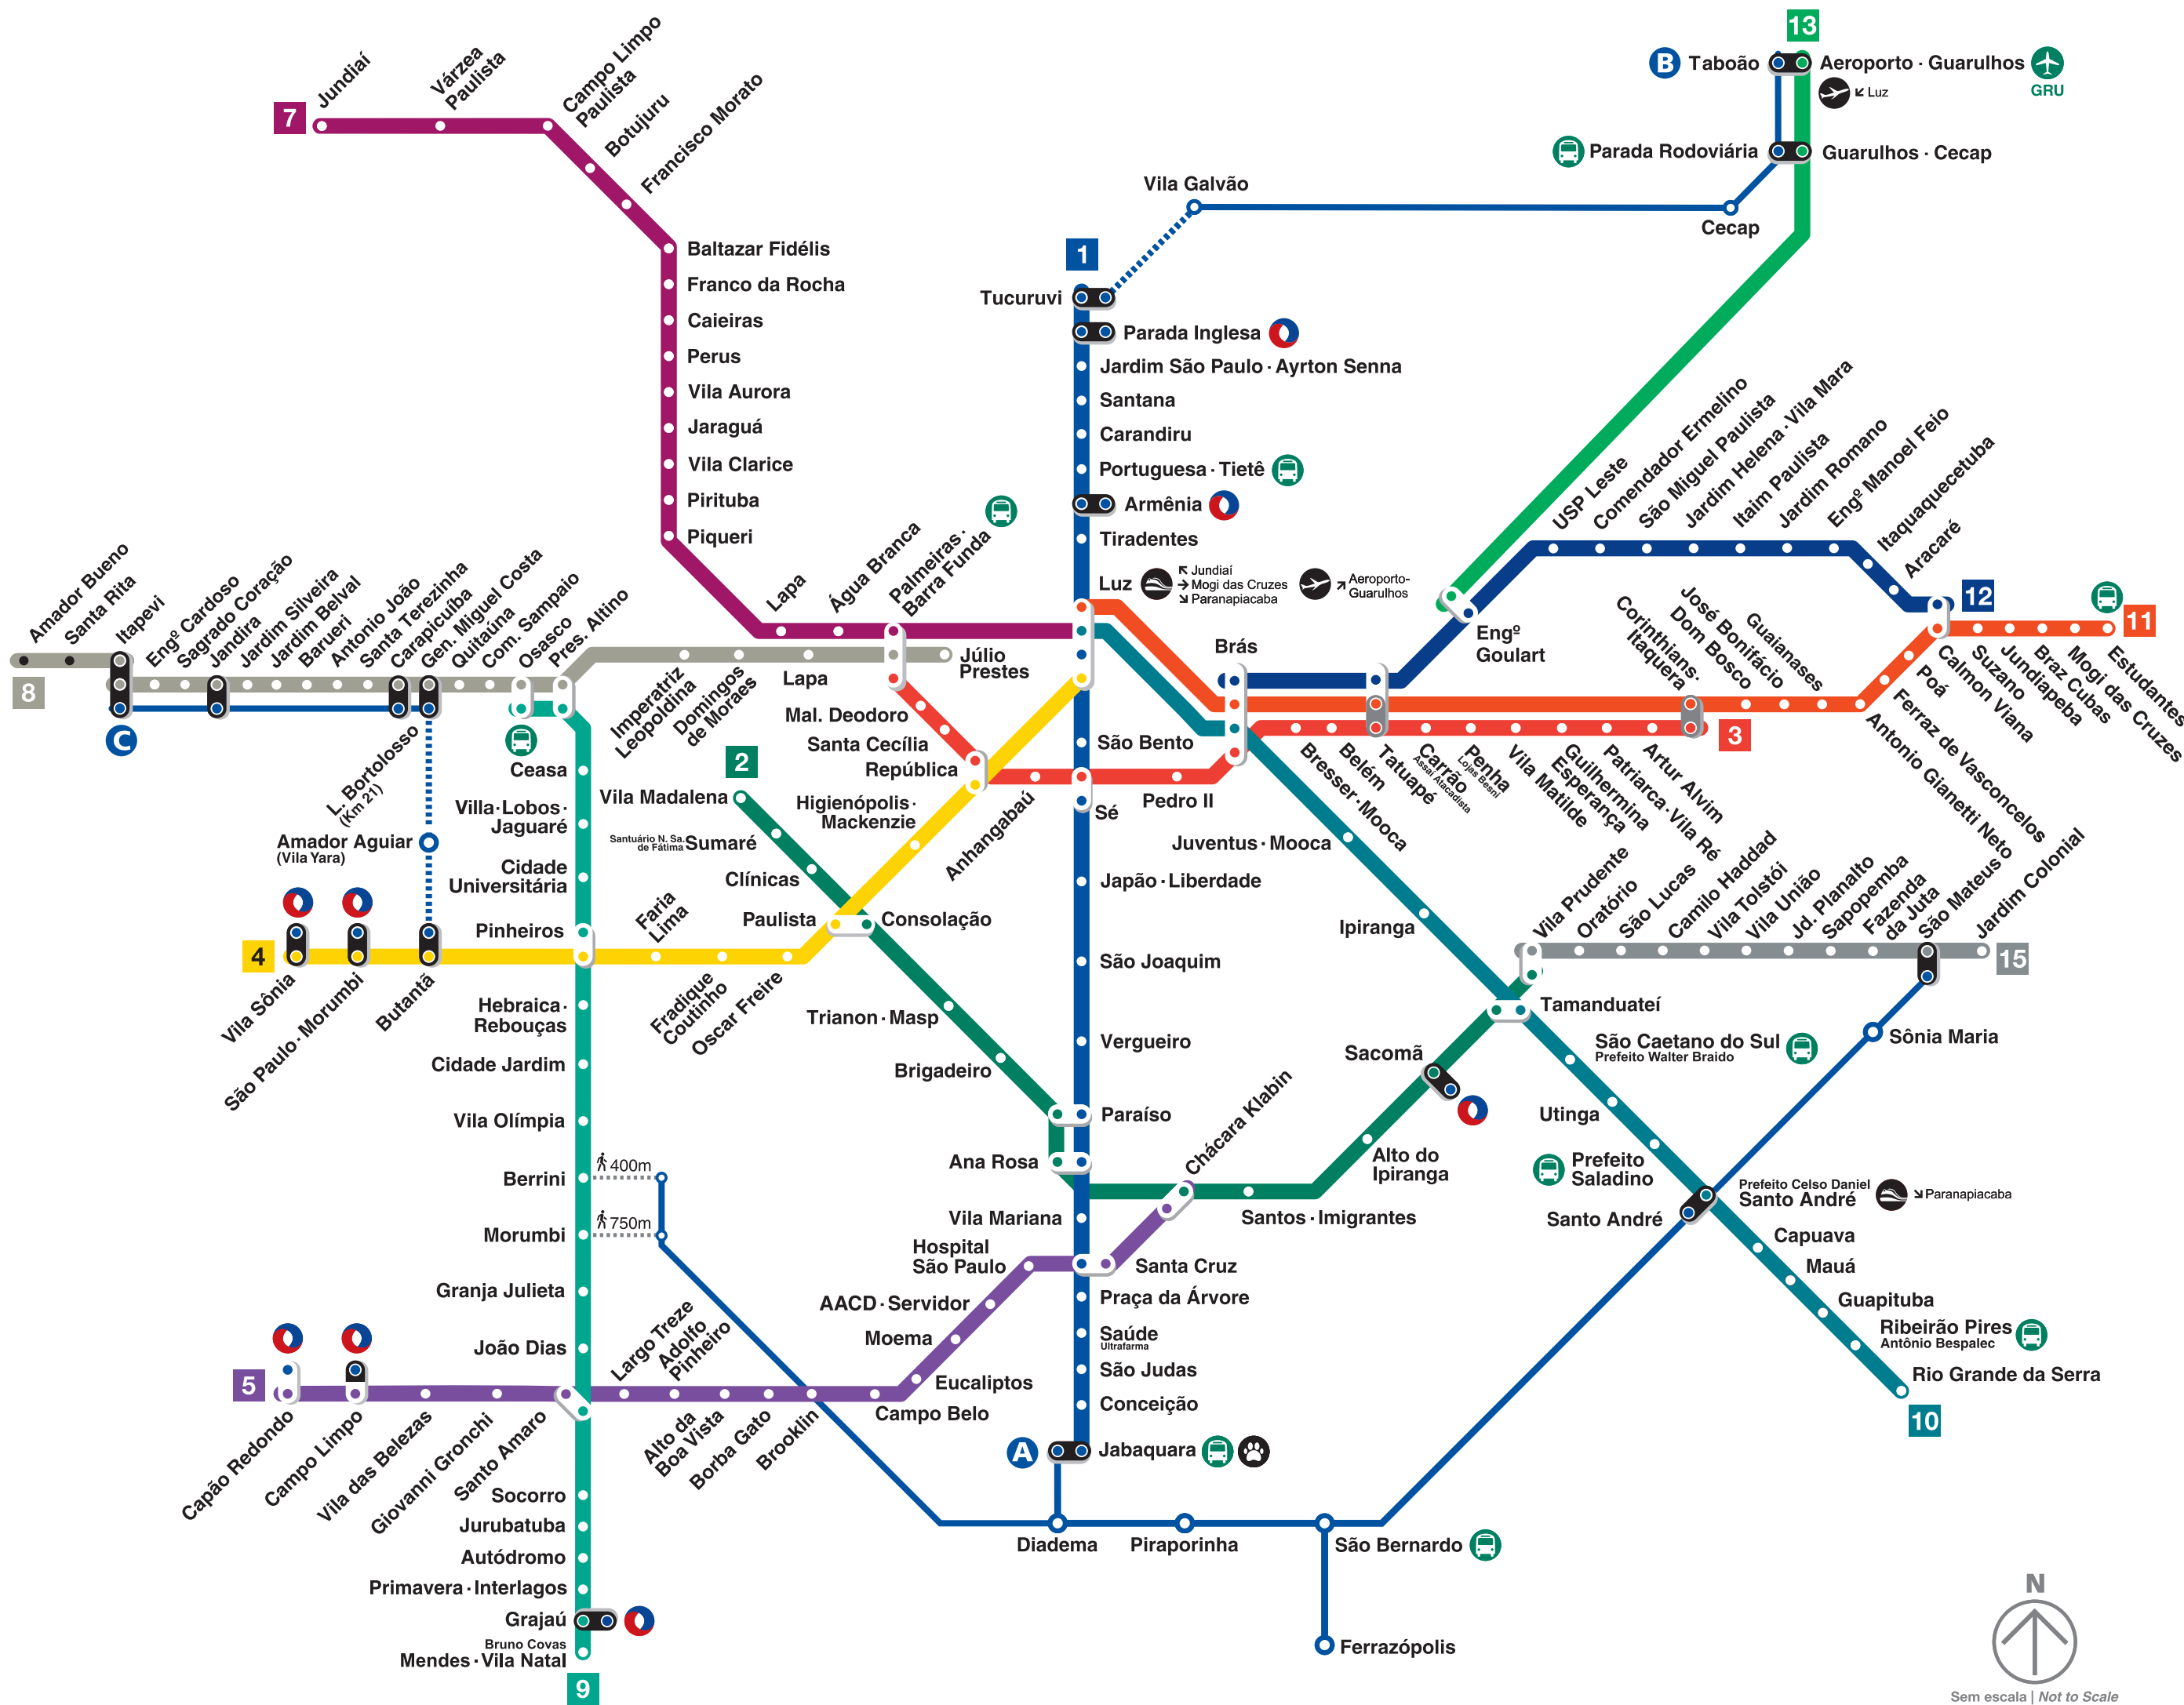 7
Jundiaí
Várzea
Paulista
Campo Limpo
Paulista
Botujuru
Francisco Morato
Baltazar Fidélis
Franco da Rocha
Caieiras
Perus
Vila Aurora
Jaraguá
Vila Clarice
Pirituba
Piqueri
Lapa
Água Branca
Palmeiras ·
Barra Funda
13
B
Taboão
Aeroporto · Guarulhos
GRU
↙ Luz
Parada Rodoviária
Guarulhos · Cecap
Vila Galvão
Cecap
1
Tucuruvi
Parada Inglesa
Jardim São Paulo · Ayrton Senna
Santana
Carandiru
Portuguesa · Tietê
Armênia
Tiradentes
Luz
↖ Jundiaí
→ Mogi das Cruzes
↘ Paranapiacaba
↗ Aeroporto-
Guarulhos
São Bento
Sé
Japão · Liberdade
São Joaquim
Vergueiro
Paraíso
Ana Rosa
Vila Mariana
Santa Cruz
Praça da Árvore
Saúde
Ultrafarma
São Judas
Conceição
Jabaquara
A
8
Amador Bueno
Santa Rita
Itapevi
Engº Cardoso
Sagrado Coração
Jandira
Jardim Silveira
Jardim Belval
Barueri
Antonio João
Santa Terezinha
Carapicuíba
Gen. Miguel Costa
Quitaúna
Com. Sampaio
Osasco
Pres. Altino
Imperatriz
Leopoldina
Domingos
de Moraes
Lapa
Júlio
Prestes
C
L. Bortolosso
(Km 21)
Amador Aguiar
(Vila Yara)
Ceasa
Villa-Lobos ·
Jaguaré
Cidade
Universitária
Pinheiros
Hebraica ·
Rebouças
Cidade Jardim
Vila Olímpia
Berrini
400m
Morumbi
750m
Granja Julieta
João Dias
Santo Amaro
Socorro
Jurubatuba
Autódromo
Primavera · Interlagos
Grajaú
Bruno Covas
Mendes · Vila Natal
9
4
Vila Sônia
São Paulo · Morumbi
Butantã
Faria
Lima
Fradique
Coutinho
Oscar Freire
Paulista
Higienópolis ·
Mackenzie
República
2
Vila Madalena
Santuário N. Sa.
de Fátima
Sumaré
Clínicas
Consolação
Trianon · Masp
Brigadeiro
Chácara Klabin
Santos · Imigrantes
Alto do
Ipiranga
Sacomã
Tamanduateí
Vila Prudente
Oratório
São Lucas
Camilo Haddad
Vila Tolstói
Vila União
Jd. Planalto
Sapopemba
Fazenda
da Juta
São Mateus
Jardim Colonial
15
Mal. Deodoro
Santa Cecília
Anhangabaú
Pedro II
Brás
Bresser · Mooca
Belém
Tatuapé
Carrão
Assaí Atacadista
Penha
Lojas Besni
Vila Matilde
Guilhermina
Esperança
Patriarca · Vila Ré
Artur Alvim
Corinthians ·
Itaquera
3
Dom Bosco
José Bonifácio
Guaianases
Antonio Gianetti Neto
Ferraz de Vasconcelos
Poá
Calmon Viana
Suzano
Jundiapeba
Braz Cubas
Mogi das Cruzes
Estudantes
11
Engº
Goulart
USP Leste
Comendador Ermelino
São Miguel Paulista
Jardim Helena · Vila Mara
Itaim Paulista
Jardim Romano
Engº Manoel Feio
Itaquaquecetuba
Aracaré
12
Juventus · Mooca
Ipiranga
São Caetano do Sul
Prefeito Walter Braido
Utinga
Prefeito
Saladino
Prefeito Celso Daniel
Santo André
↘ Paranapiacaba
Santo André
Capuava
Mauá
Guapituba
Ribeirão Pires
Antônio Bespalec
Rio Grande da Serra
10
Sônia Maria
5
Capão Redondo
Campo Limpo
Vila das Belezas
Giovanni Gronchi
Largo Treze
Adolfo
Pinheiro
Alto da
Boa Vista
Borba Gato
Brooklin
Campo Belo
Eucaliptos
Moema
AACD · Servidor
Hospital
São Paulo
Diadema
Piraporinha
São Bernardo
Ferrazópolis
N
Sem escala | Not to Scale